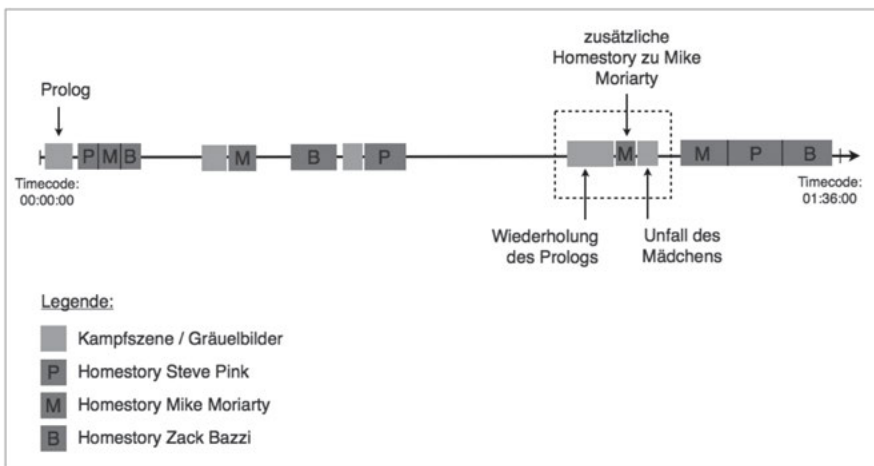 zusätzliche
Homestory zu Mike
Moriarty
Prolog
P M B
M
B
P
M
M P B
Timecode:
00:00:00
Timecode:
01:36:00
Wiederholung
des Prologs
Unfall des
Mädchens
Legende:
Kampfszene / Gräuelbilder
P Homestory Steve Pink
M Homestory Mike Moriarty
B Homestory Zack Bazzi